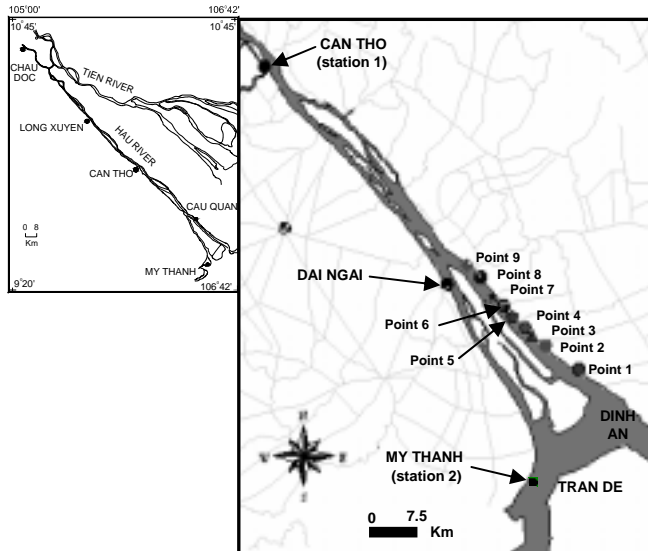 105°00' 106°42'
10°45' 10°45'
CHAU
DOC
TIEN RIVER
LONG XUYEN
HAU RIVER
CAN THO
CAU QUAN
0 8
Km
MY THANH
9°20' 106°42'
CAN THO
(station 1)
Point 9
DAI NGAI
Point 8
Point 7
Point 6
Point 4
Point 3
Point 5
Point 2
Point 1
DINH
AN
MY THANH
(station 2)
TRAN DE
0 7.5
Km
N
W E
S